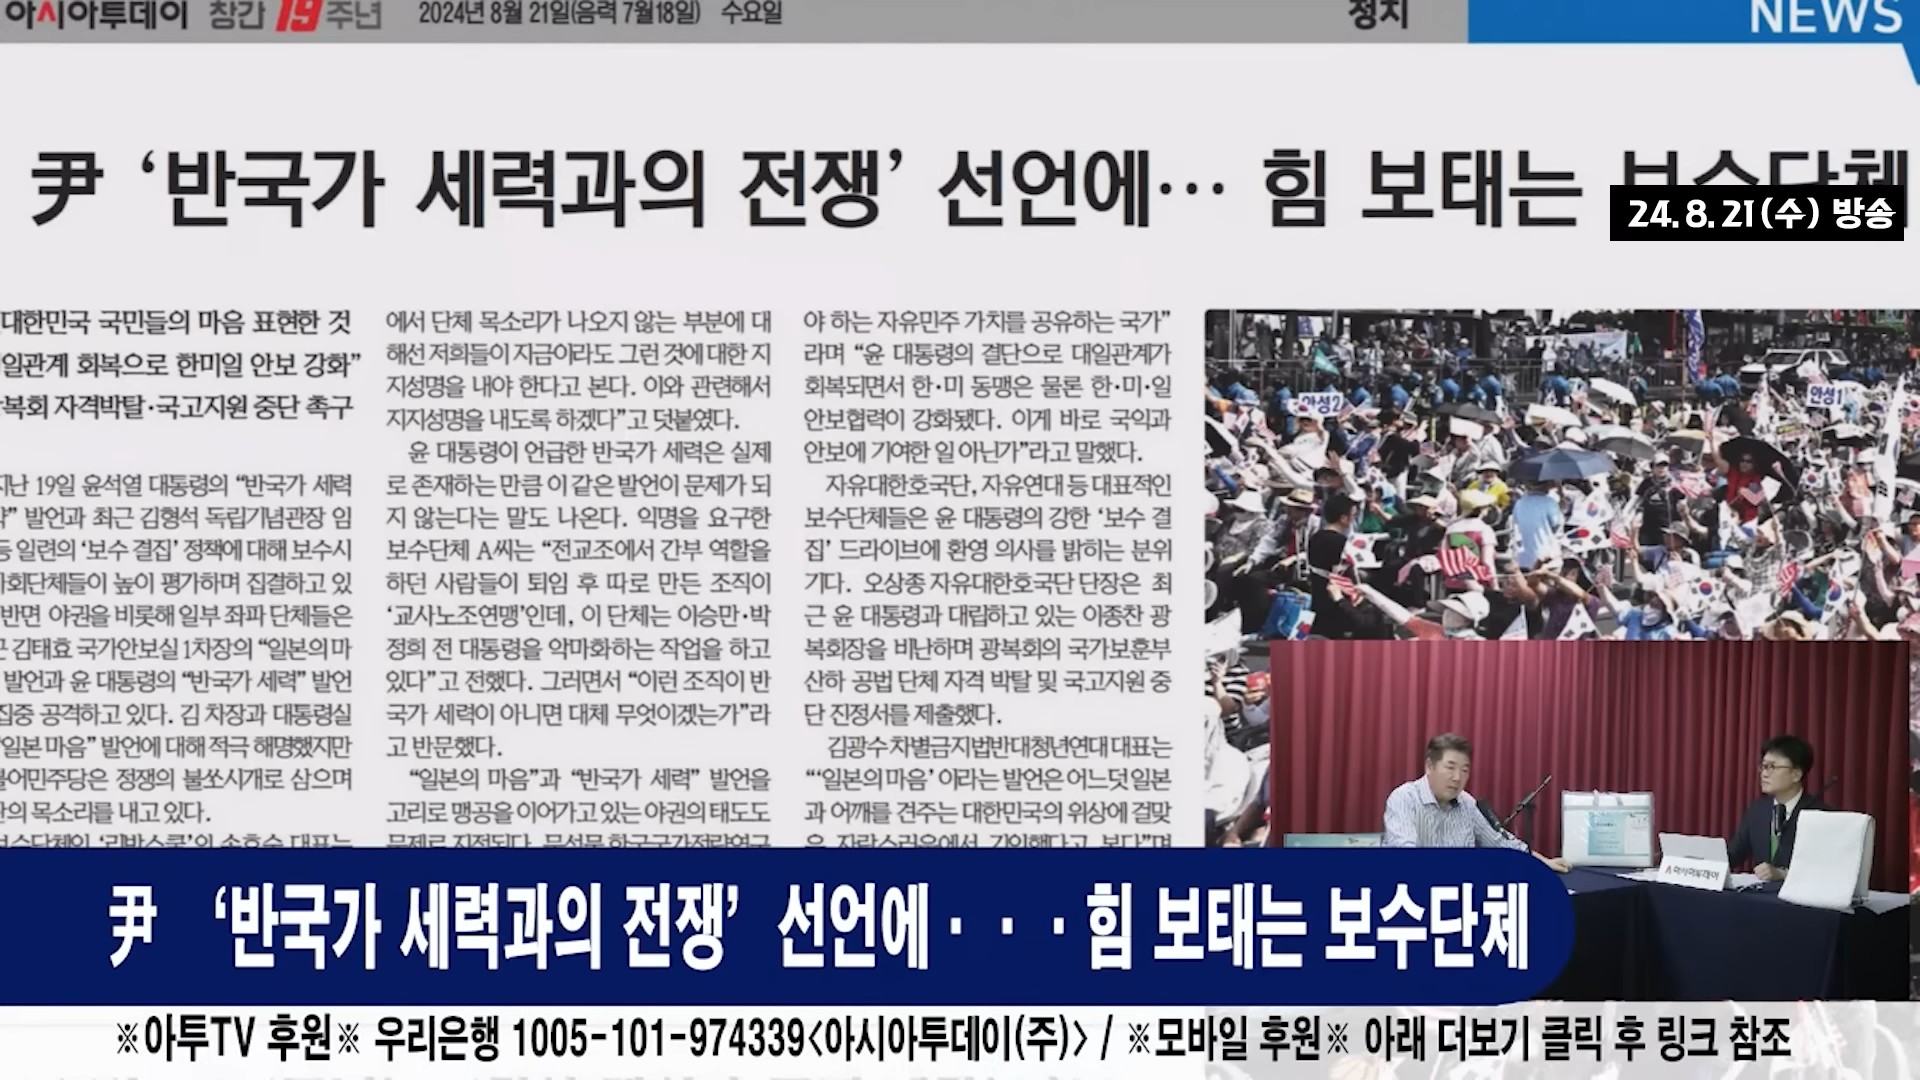 아시아투데이 창간 19주년 2024년 8월 21일(음력 7월18일) 수요일 정치 NEWS
尹 ‘반국가 세력과의 전쟁’ 선언에… 힘 보태는 보수단체
24. 8. 21(수) 방송
대한민국 국민들의 마음 표현한 것
일관계 회복으로 한미일 안보 강화”
복회 자격박탈·국고지원 중단 촉구
지난 19일 윤석열 대통령의 “반국가 세력
” 발언과 최근 김형석 독립기념관장 임
등 일련의 ‘보수 결집’ 정책에 대해 보수시
회단체들이 높이 평가하며 집결하고 있
반면 야권을 비롯해 일부 좌파 단체들은
김태효 국가안보실 1차장의 “일본의 마
발언과 윤 대통령의 “반국가 세력” 발언
집중 공격하고 있다. 김 차장과 대통령실
“일본 마음” 발언에 대해 적극 해명했지만
불어민주당은 정쟁의 불쏘시개로 삼으며
의 목소리를 내고 있다.
에서 단체 목소리가 나오지 않는 부분에 대
해선 저희들이 지금이라도 그런 것에 대한 지
지성명을 내야 한다고 본다. 이와 관련해서
지지성명을 내도록 하겠다”고 덧붙였다.
윤 대통령이 언급한 반국가 세력은 실제
로 존재하는 만큼 이 같은 발언이 문제가 되
지 않는다는 말도 나온다. 익명을 요구한
보수단체 A씨는 “전교조에서 간부 역할을
하던 사람들이 퇴임 후 따로 만든 조직이
‘교사노조연맹’인데, 이 단체는 이승만·박
정희 전 대통령을 악마화하는 작업을 하고
있다”고 전했다. 그러면서 “이런 조직이 반
국가 세력이 아니면 대체 무엇이겠는가”라
고 반문했다.
“일본의 마음”과 “반국가 세력” 발언을
고리로 맹공을 이어가고 있는 야권의 태도도
야 하는 자유민주 가치를 공유하는 국가”
라며 “윤 대통령의 결단으로 대일관계가
회복되면서 한·미 동맹은 물론 한·미·일
안보협력이 강화됐다. 이게 바로 국익과
안보에 기여한 일 아닌가”라고 말했다.
자유대한호국단, 자유연대 등 대표적인
보수단체들은 윤 대통령의 강한 ‘보수 결
집’ 드라이브에 환영 의사를 밝히는 분위
기다. 오상종 자유대한호국단 단장은 최
근 윤 대통령과 대립하고 있는 이종찬 광
복회장을 비난하며 광복회의 국가보훈부
산하 공법 단체 자격 박탈 및 국고지원 중
단 진정서를 제출했다.
김광수 차별금지법반대청년연대 대표는
“‘일본의 마음’ 이라는 발언은 어느덧 일본
과 어깨를 견주는 대한민국의 위상에 걸맞
안성2
안성1
아시아투데이
尹 ‘반국가 세력과의 전쟁’ 선언에 · · · 힘 보태는 보수단체
※아투TV 후원※ 우리은행 1005-101-974339<아시아투데이(주)> / ※모바일 후원※ 아래 더보기 클릭 후 링크 참조